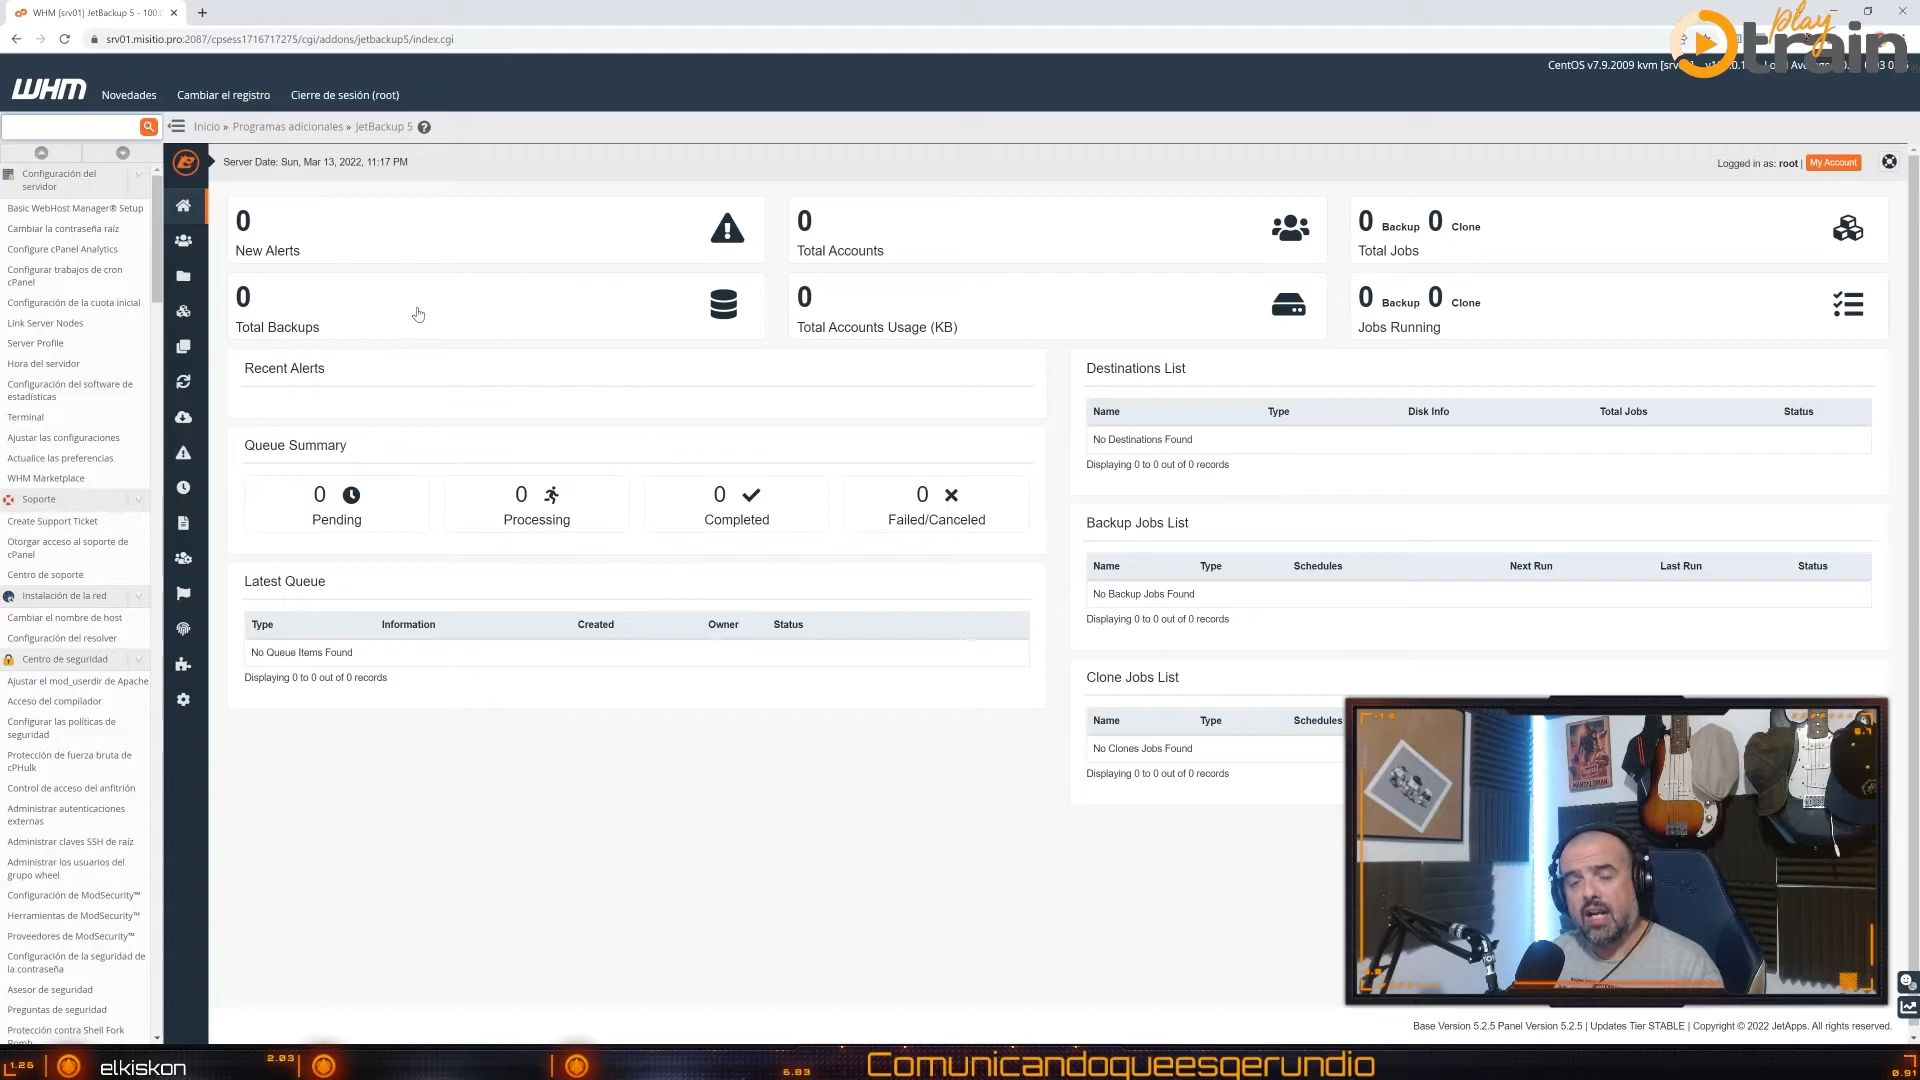 WHM [srv01] JetBackup 5 - 100.
srv01.misitio.pro:2087/cpsess1716717275/cgi/addons/jetbackup5/index.cgi
play
train
CentOS v7.9.2009 kvm
WHM
Novedades
Cambiar el registro
Cierre de sesión (root)
Inicio » Programas adicionales » JetBackup 5
Server Date: Sun, Mar 13, 2022, 11:17 PM
Logged in as: root | My Account
Configuración del
servidor
Basic WebHost Manager® Setup
Cambiar la contraseña raíz
Configure cPanel Analytics
Configurar trabajos de cron
cPanel
Configuración de la cuota inicial
Link Server Nodes
Server Profile
Hora del servidor
Configuración del software de
estadísticas
Terminal
Ajustar las configuraciones
Actualice las preferencias
WHM Marketplace
Soporte
Create Support Ticket
Otorgar acceso al soporte de
cPanel
Centro de soporte
Instalación de la red
Cambiar el nombre de host
Configuración del resolver
Centro de seguridad
Ajustar el mod_userdir de Apache
Acceso del compilador
Configurar las políticas de
seguridad
Protección de fuerza bruta de
cPHulk
Control de acceso del anfitrión
Administrar autenticaciones
externas
Administrar claves SSH de raíz
Administrar los usuarios del
grupo wheel
Configuración de ModSecurity™
Herramientas de ModSecurity™
Proveedores de ModSecurity™
Configuración de la seguridad de
la contraseña
Asesor de seguridad
Preguntas de seguridad
Protección contra Shell Fork
0
New Alerts
0
Total Accounts
0 Backup 0 Clone
Total Jobs
0
Total Backups
0
Total Accounts Usage (KB)
0 Backup 0 Clone
Jobs Running
Recent Alerts
Queue Summary
0
Pending
0
Processing
0
Completed
0
Failed/Canceled
Latest Queue
Type Information Created Owner Status
No Queue Items Found
Displaying 0 to 0 out of 0 records
Destinations List
Name Type Disk Info Total Jobs Status
No Destinations Found
Displaying 0 to 0 out of 0 records
Backup Jobs List
Name Type Schedules Next Run Last Run Status
No Backup Jobs Found
Displaying 0 to 0 out of 0 records
Clone Jobs List
Name Type Schedules
No Clones Jobs Found
Displaying 0 to 0 out of 0 records
Base Version 5.2.5 Panel Version 5.2.5 | Updates Tier STABLE | Copyright © 2022 JetApps. All rights reserved.
1.26
elkiskon
2.03
6.83
Comunicandoqueesgerundio
0.91